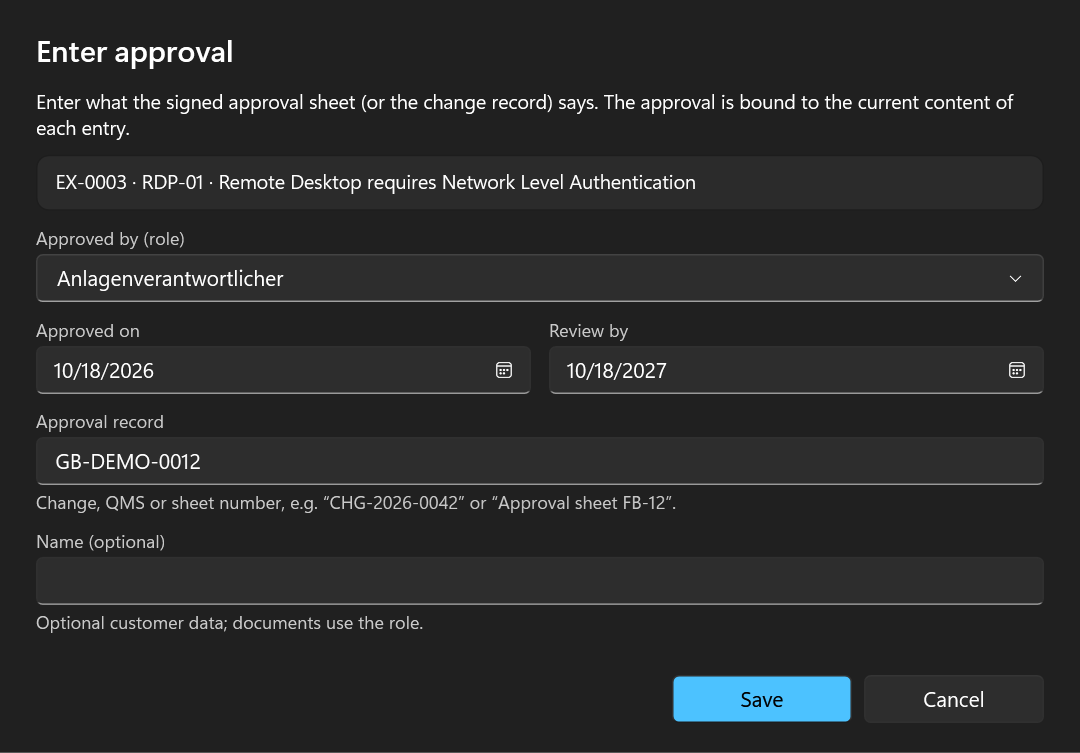 Enter approval
Enter what the signed approval sheet (or the change record) says. The approval is bound to the current content of
each entry.
EX-0003 · RDP-01 · Remote Desktop requires Network Level Authentication
Approved by (role)
Anlagenverantwortlicher
Approved on
Review by
10/18/2026
10/18/2027
Approval record
GB-DEMO-0012
Change, QMS or sheet number, e.g. “CHG-2026-0042” or “Approval sheet FB-12”.
Name (optional)
Optional customer data; documents use the role.
Save
Cancel